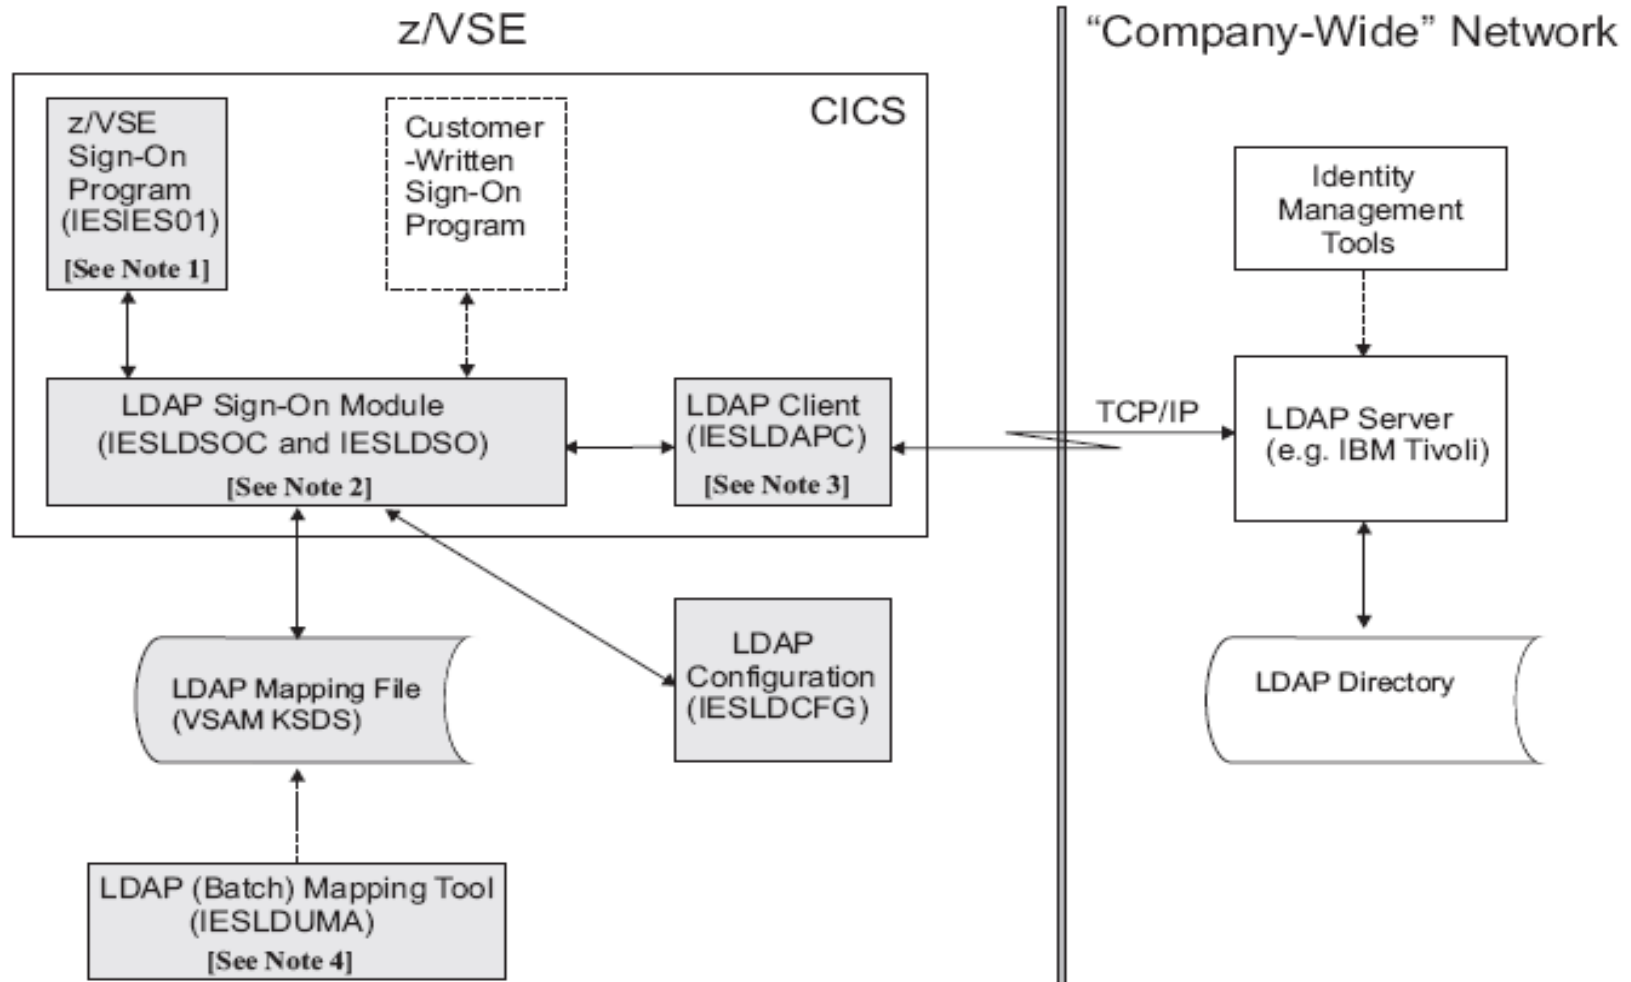 z/VSE
"Company-Wide" Network
CICS
z/VSE
Sign-On
Program
(IESIES01)
[See Note 1]
Customer
-Written
Sign-On
Program
Identity
Management
Tools
LDAP Sign-On Module
(IESLDSOC and IESLDSO)
[See Note 2]
LDAP Client
(IESLDAPC)
[See Note 3]
TCP/IP
LDAP Server
(e.g. IBM Tivoli)
LDAP Mapping File
(VSAM KSDS)
LDAP
Configuration
(IESLDCFG)
LDAP Directory
LDAP (Batch) Mapping Tool
(IESLDUMA)
[See Note 4]